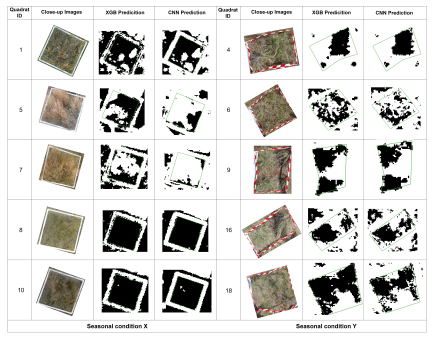 Quadrat ID Close-up Images XGB Prediction CNN Prediction Quadrat ID Close-up Images XGB Prediction CNN Prediction
1 4
5 6
7 9
8 16
10 18
Seasonal condition X Seasonal condition Y